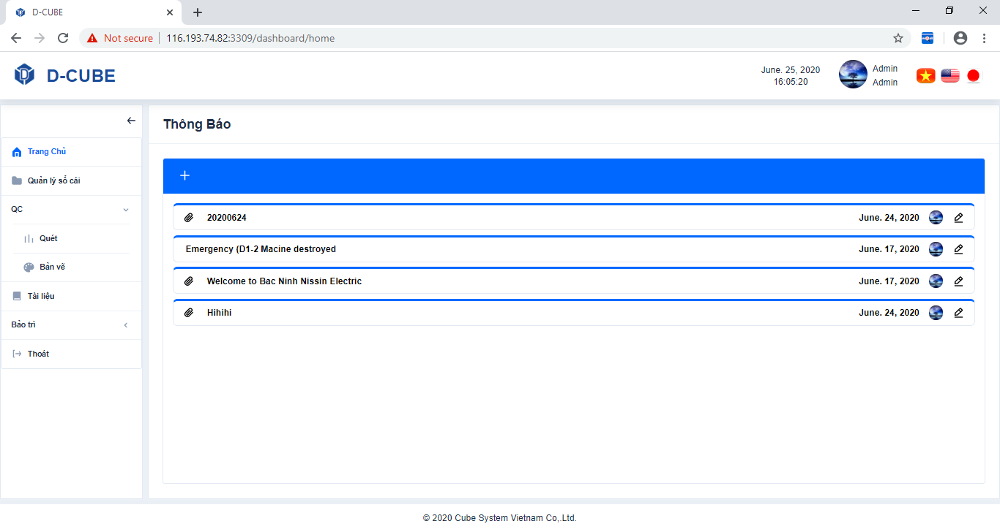 D-CUBE
Not secure
116.193.74.82:3309/dashboard/home
D-CUBE
June. 25, 2020
16:05:20
Admin
Admin
Trang Chủ
Quản lý sổ cái
QC
Quét
Bản vẽ
Tài liệu
Bảo trì
Thoát
Thông Báo
20200624 June. 24, 2020
Emergency (D1-2 Macine destroyed June. 17, 2020
Welcome to Bac Ninh Nissin Electric June. 17, 2020
Hihihi June. 24, 2020
© 2020 Cube System Vietnam Co,.Ltd.